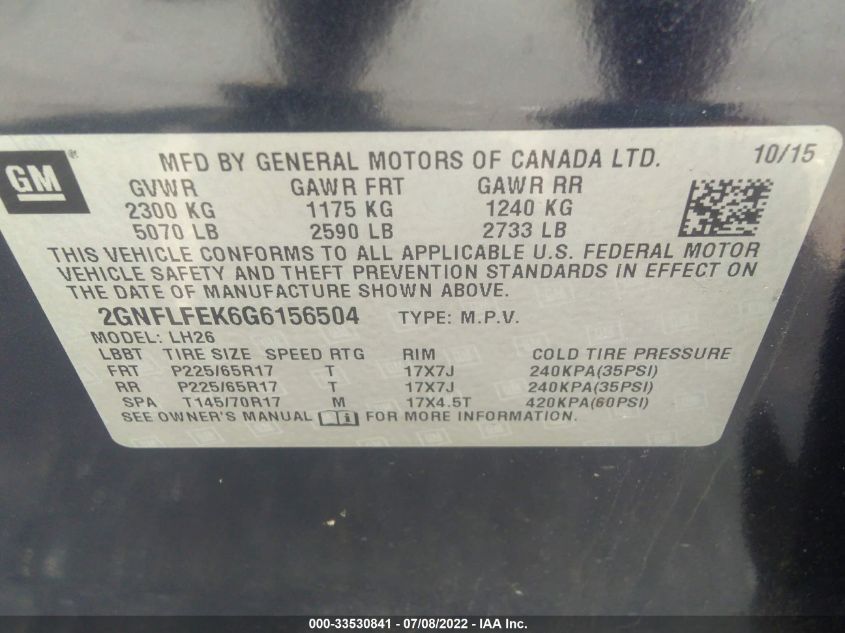 GM
MFD BY GENERAL MOTORS OF CANADA LTD. 10/15
GVWR GAWR FRT GAWR RR
2300 KG 1175 KG 1240 KG
5070 LB 2590 LB 2733 LB
THIS VEHICLE CONFORMS TO ALL APPLICABLE U.S. FEDERAL MOTOR
VEHICLE SAFETY AND THEFT PREVENTION STANDARDS IN EFFECT ON
THE DATE OF MANUFACTURE SHOWN ABOVE.
2GNFLFEK6G6156504 TYPE: M.P.V.
MODEL: LH26
LBBT TIRE SIZE SPEED RTG RIM COLD TIRE PRESSURE
FRT P225/65R17 T 17X7J 240KPA(35PSI)
RR P225/65R17 T 17X7J 240KPA(35PSI)
SPA T145/70R17 M 17X4.5T 420KPA(60PSI)
SEE OWNER'S MANUAL FOR MORE INFORMATION.
000-33530841 - 07/08/2022 - IAA Inc.